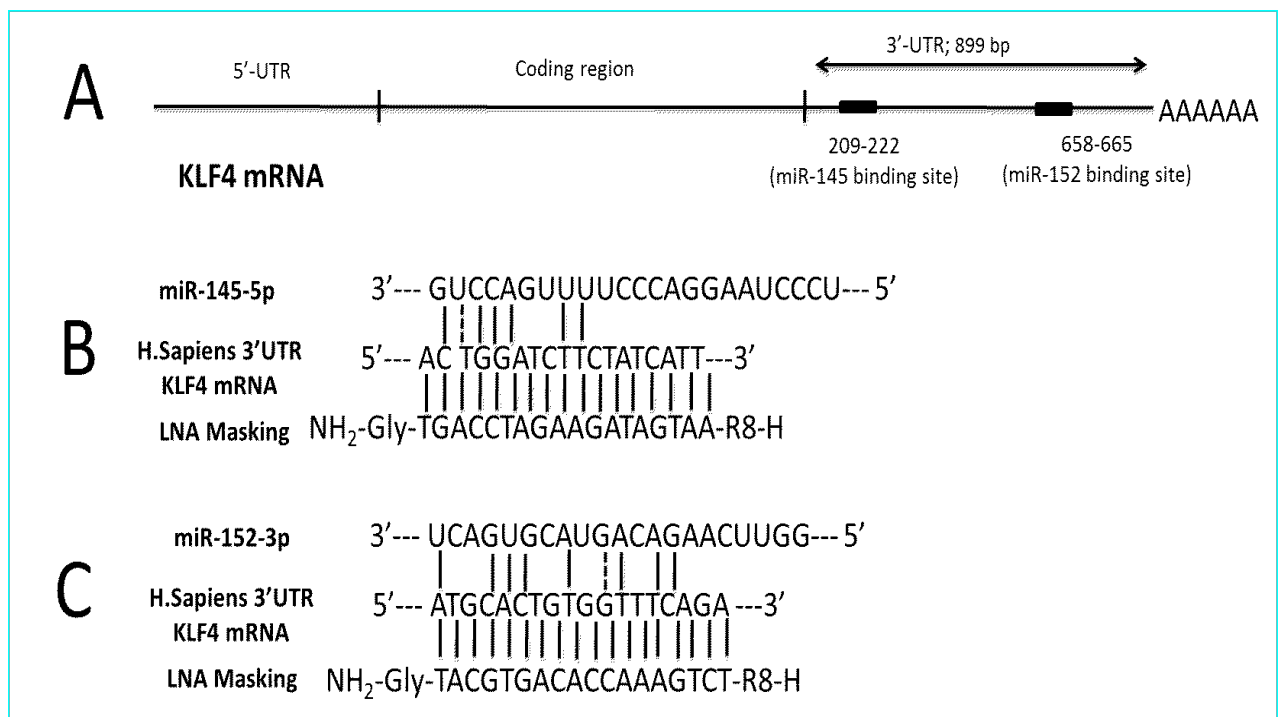 A
5′-UTR
Coding region
3′-UTR; 899 bp
AAAAAA
KLF4 mRNA
209-222
(miR-145 binding site)
658-665
(miR-152 binding site)
B
miR-145-5p
3′--- GUCCAGUUUUCCCAGGAAUCCCU--- 5′
H.Sapiens 3′UTR
KLF4 mRNA
5′--- AC TGGATCTTCTATCATT---3′
LNA Masking
NH2-Gly-TGACCTAGAAGATAGTAA-R8-H
C
miR-152-3p
3′--- UCAGUGCAUGACAGAACUUGG--- 5′
H.Sapiens 3′UTR
KLF4 mRNA
5′--- ATGCACTGTGGTTTCAGA ---3′
LNA Masking
NH2-Gly-TACGTGACACCAAAGTCT-R8-H